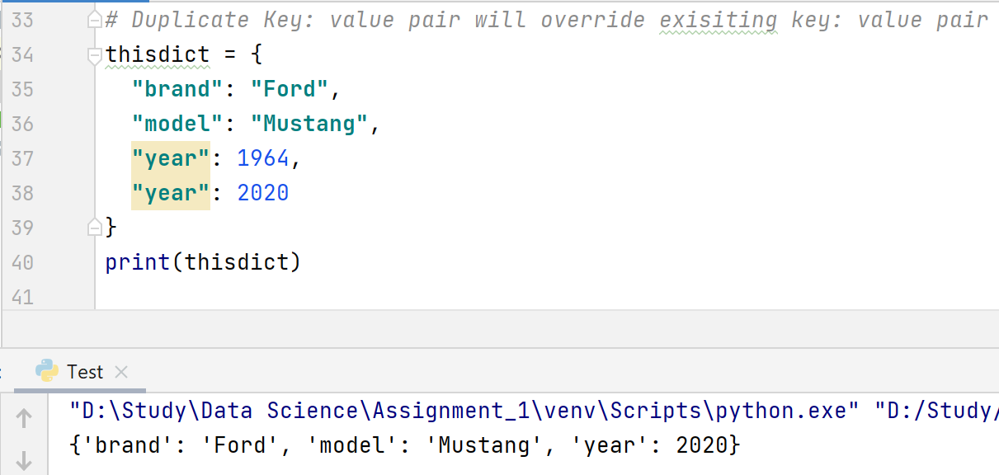 33 # Duplicate Key: value pair will override exisiting key: value pair
34 thisdict = {
35   "brand": "Ford",
36   "model": "Mustang",
37   "year": 1964,
38   "year": 2020
39 }
40 print(thisdict)
41
Test
"D:\Study\Data Science\Assignment_1\venv\Scripts\python.exe" "D:/Study/
{'brand': 'Ford', 'model': 'Mustang', 'year': 2020}